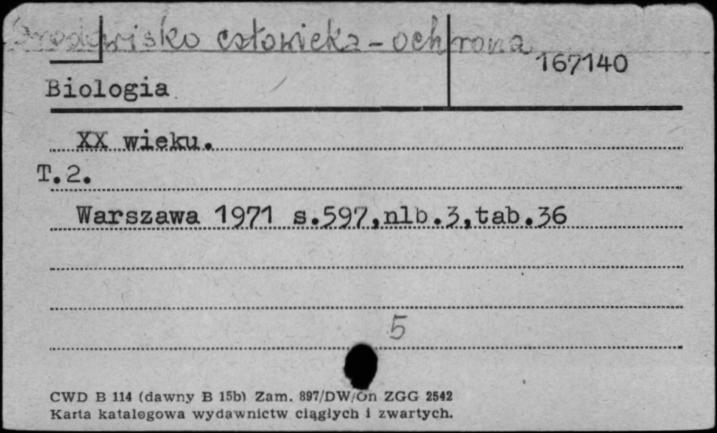 Środowisko człowieka - ochrona
167140
Biologia
XX wieku.
T.2.
Warszawa 1971 s.597,nlb.3,tab.36
5
CWD B 114 (dawny B 15b) Zam. 897/DW/On ZGG 2542
Karta katalogowa wydawnictw ciągłych i zwartych.